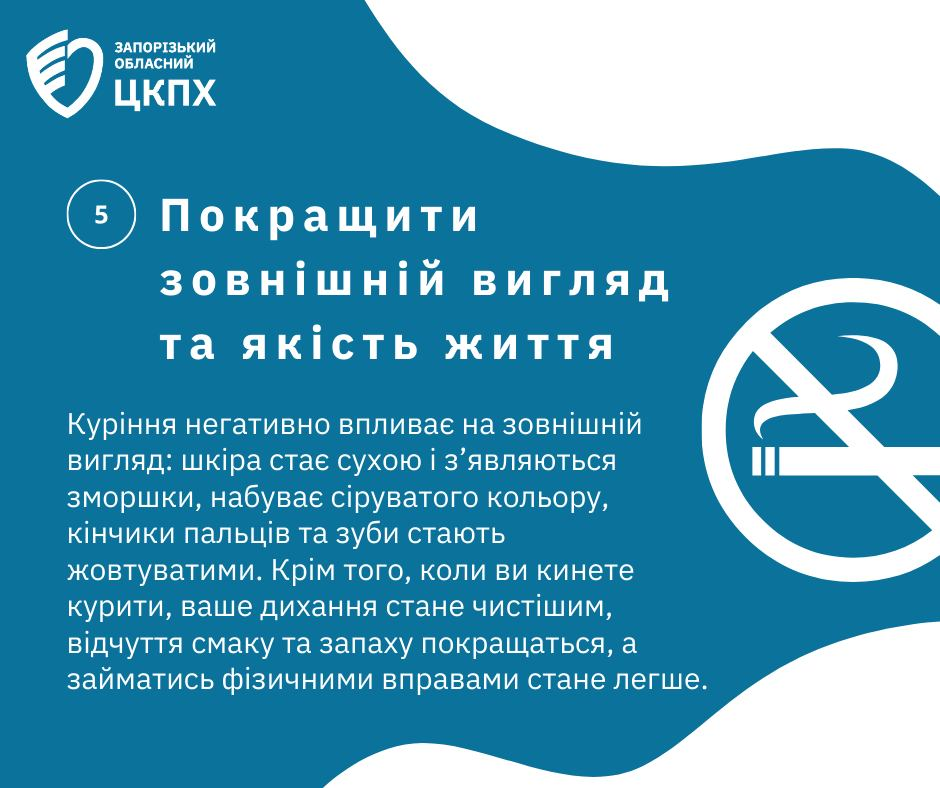 ЗАПОРІЗЬКИЙ
ОБЛАСНИЙ
ЦКПХ
5
Покращити
зовнішній вигляд
та якість життя
Куріння негативно впливає на зовнішній
вигляд: шкіра стає сухою і з’являються
зморшки, набуває сіруватого кольору,
кінчики пальців та зуби стають
жовтуватими. Крім того, коли ви кинете
курити, ваше дихання стане чистішим,
відчуття смаку та запаху покращаться, а
займатись фізичними вправами стане легше.